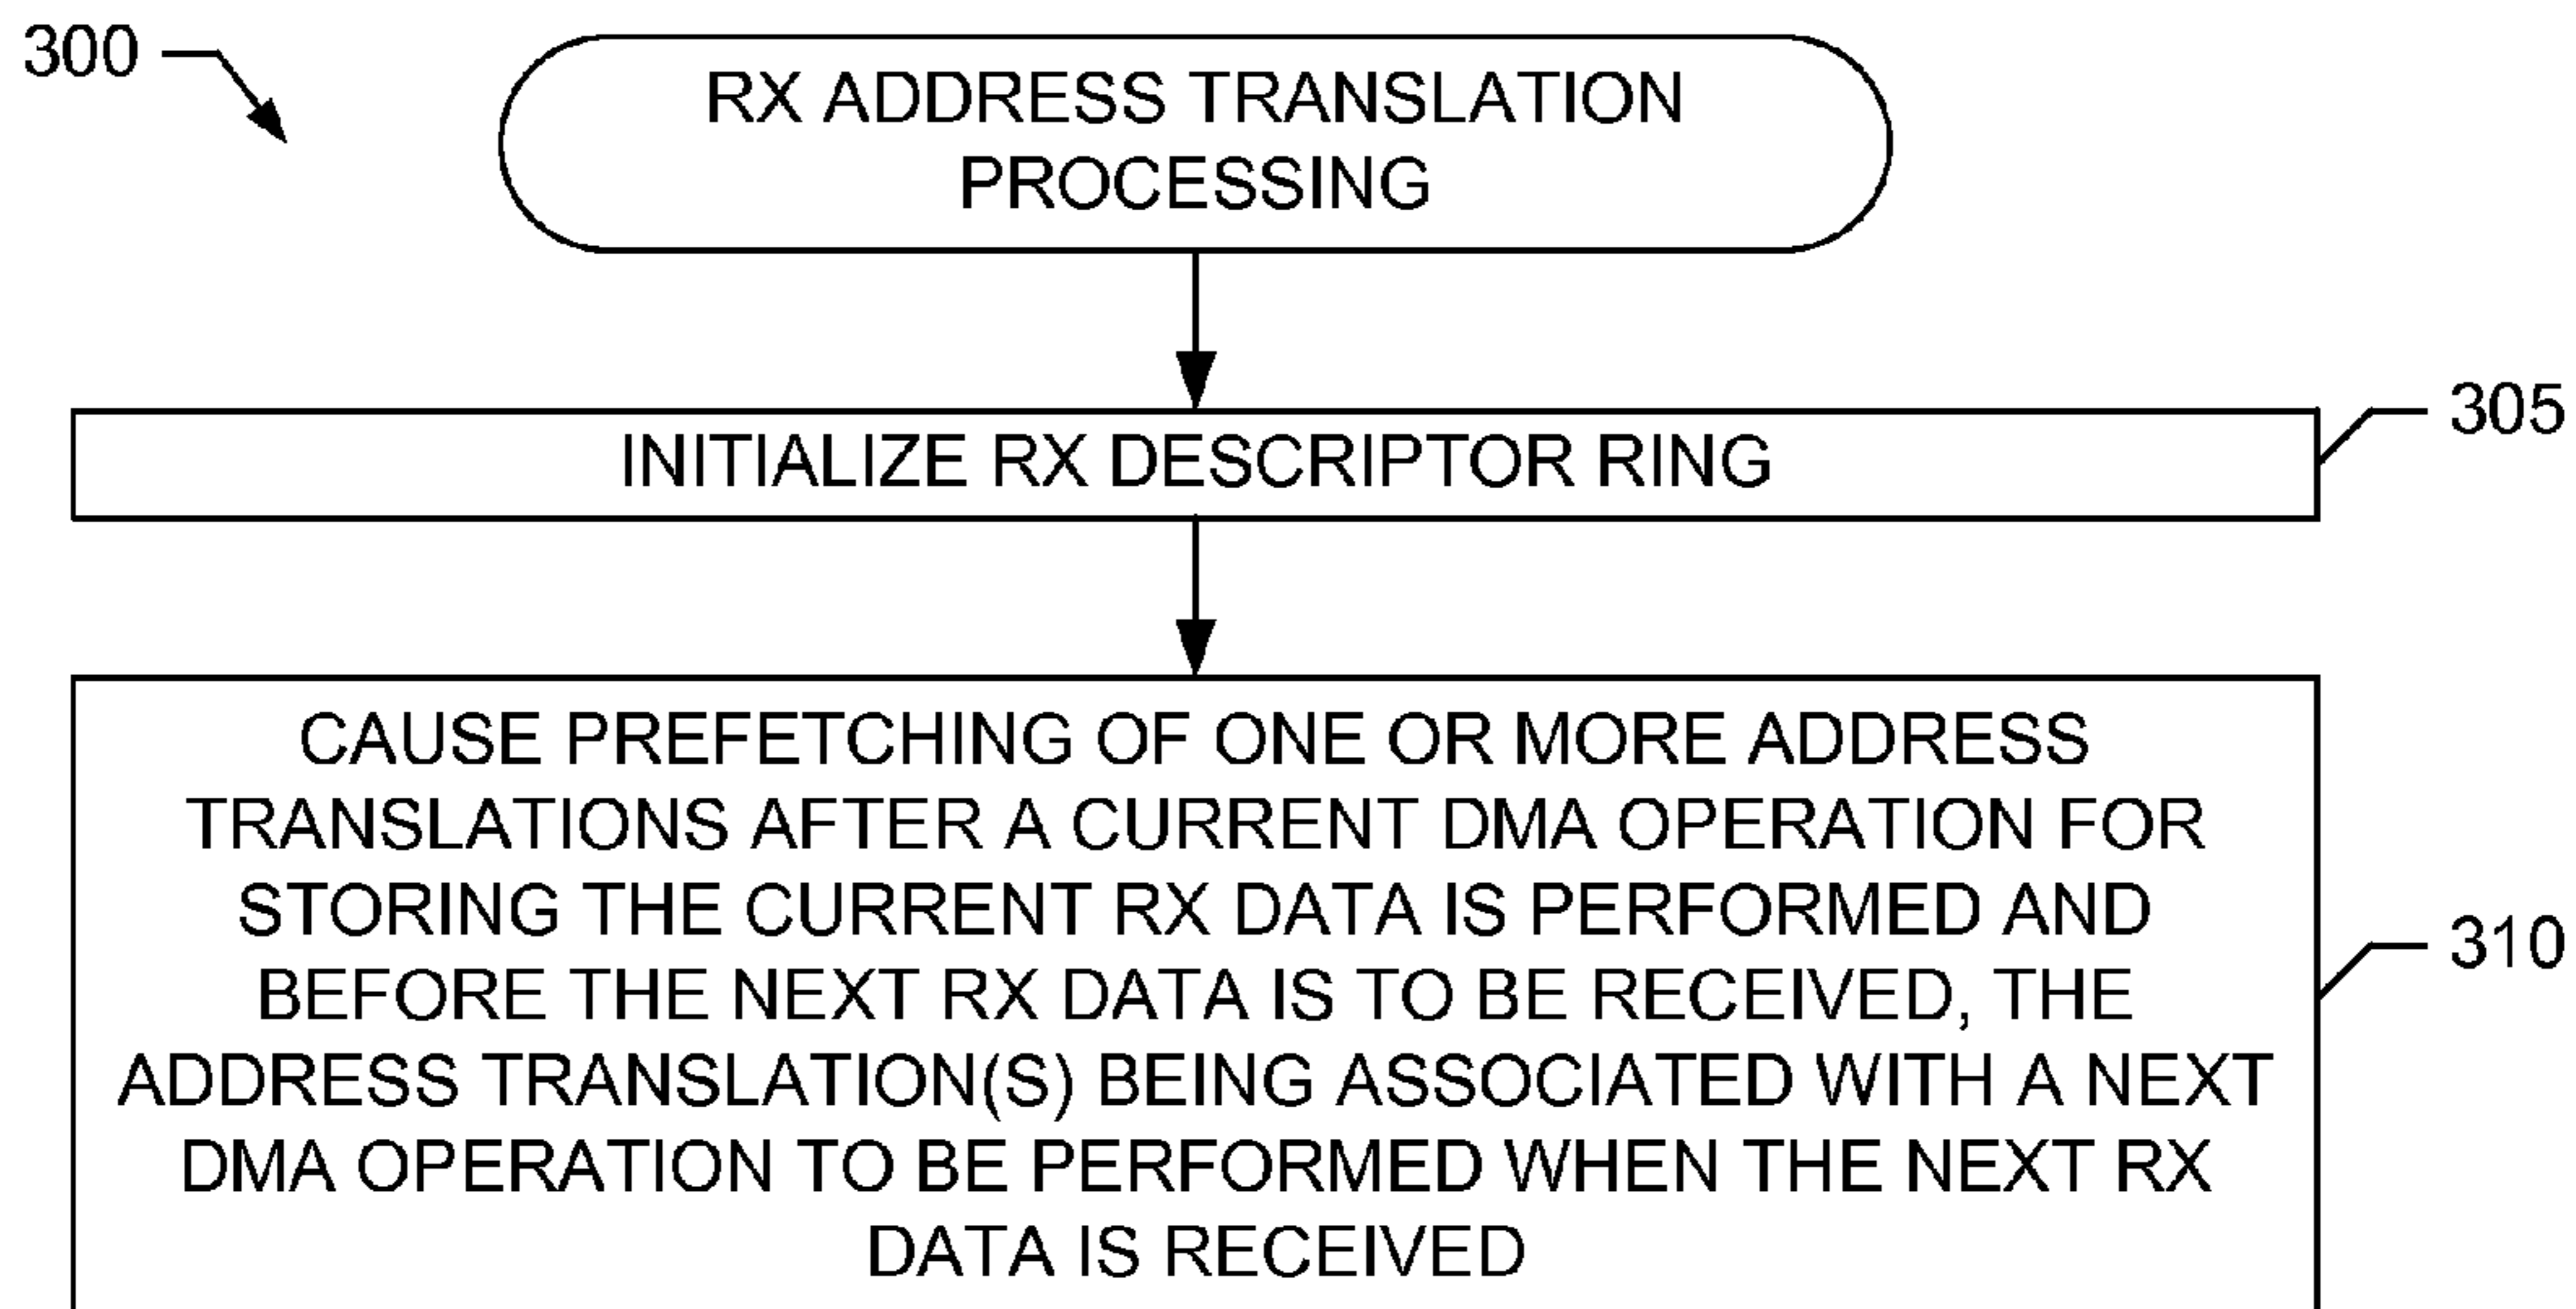 300
RX ADDRESS TRANSLATION
PROCESSING
INITIALIZE RX DESCRIPTOR RING
305
CAUSE PREFETCHING OF ONE OR MORE ADDRESS
TRANSLATIONS AFTER A CURRENT DMA OPERATION FOR
STORING THE CURRENT RX DATA IS PERFORMED AND
BEFORE THE NEXT RX DATA IS TO BE RECEIVED, THE
ADDRESS TRANSLATION(S) BEING ASSOCIATED WITH A NEXT
DMA OPERATION TO BE PERFORMED WHEN THE NEXT RX
DATA IS RECEIVED
310